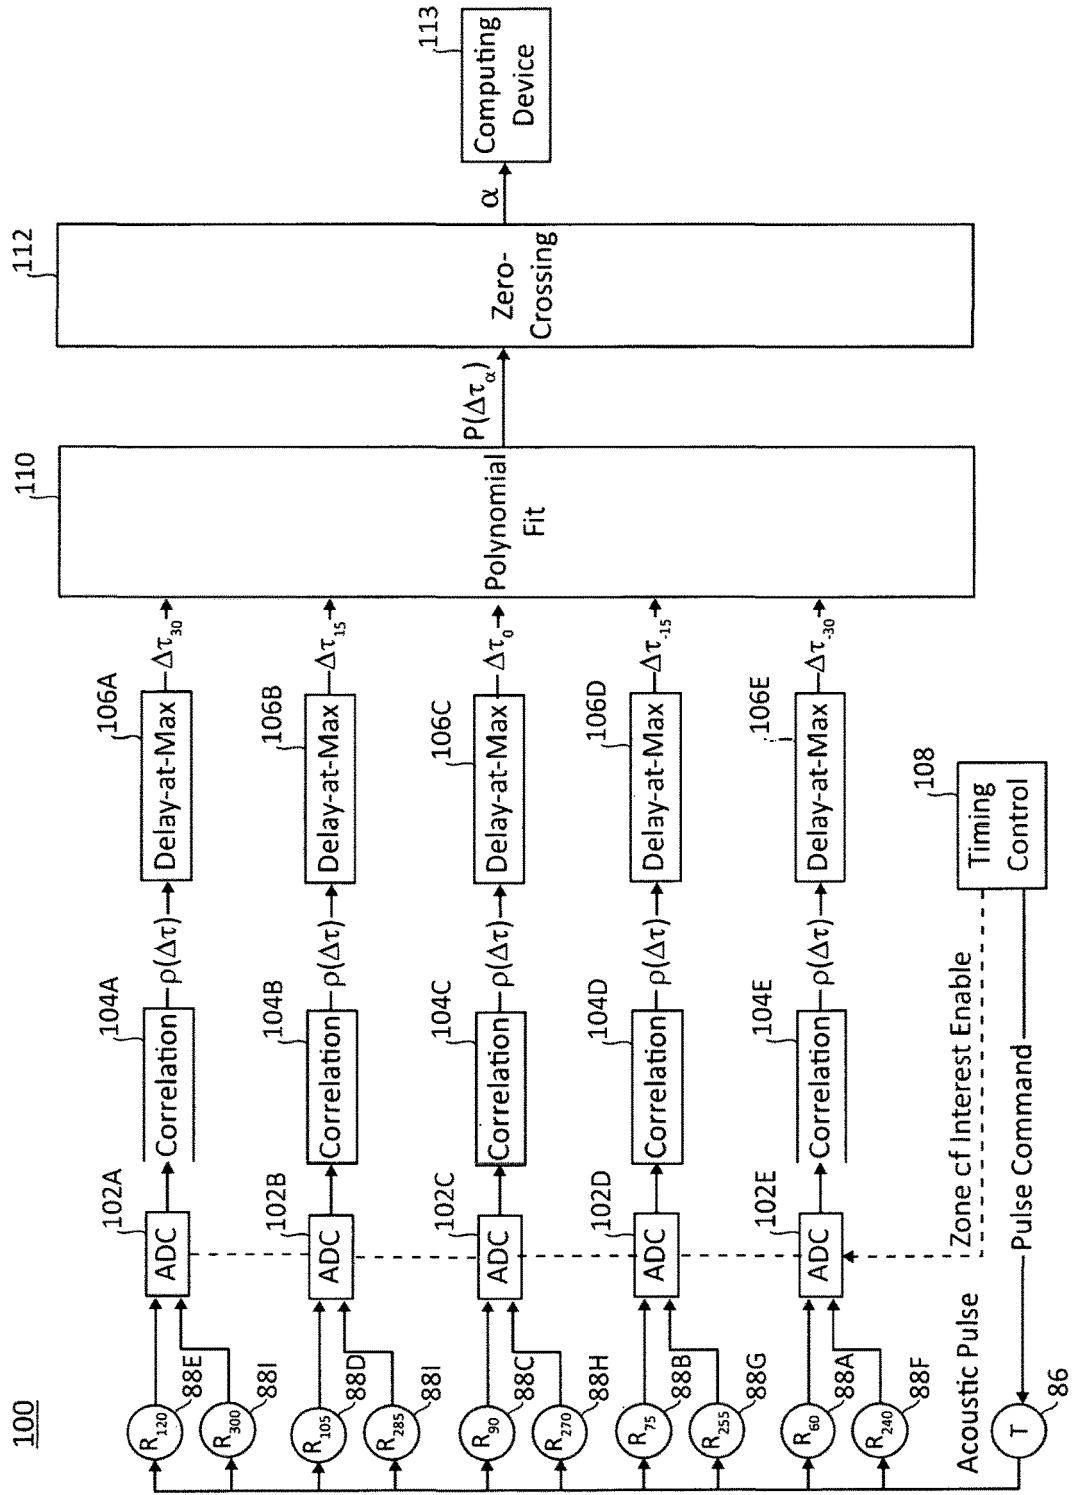 100
R120
88E
R300
88I
ADC
102A
Correlation
104A
ρ(Δτ)
Delay-at-Max
106A
Δτ30
R105
88D
R285
88I
ADC
102B
Correlation
104B
ρ(Δτ)
Delay-at-Max
106B
Δτ15
R90
88C
R270
88H
ADC
102C
Correlation
104C
ρ(Δτ)
Delay-at-Max
106C
Δτ0
R75
88B
R255
88G
ADC
102D
Correlation
104D
ρ(Δτ)
Delay-at-Max
106D
Δτ-15
R60
88A
R240
88F
ADC
102E
Correlation
104E
ρ(Δτ)
Delay-at-Max
106E
Δτ-30
110
Polynomial
Fit
P(Δτα)
112
Zero-
Crossing
α
113
Computing
Device
Acoustic Pulse
Zone cf Interest Enable
Pulse Command
108
Timing
Control
T
86